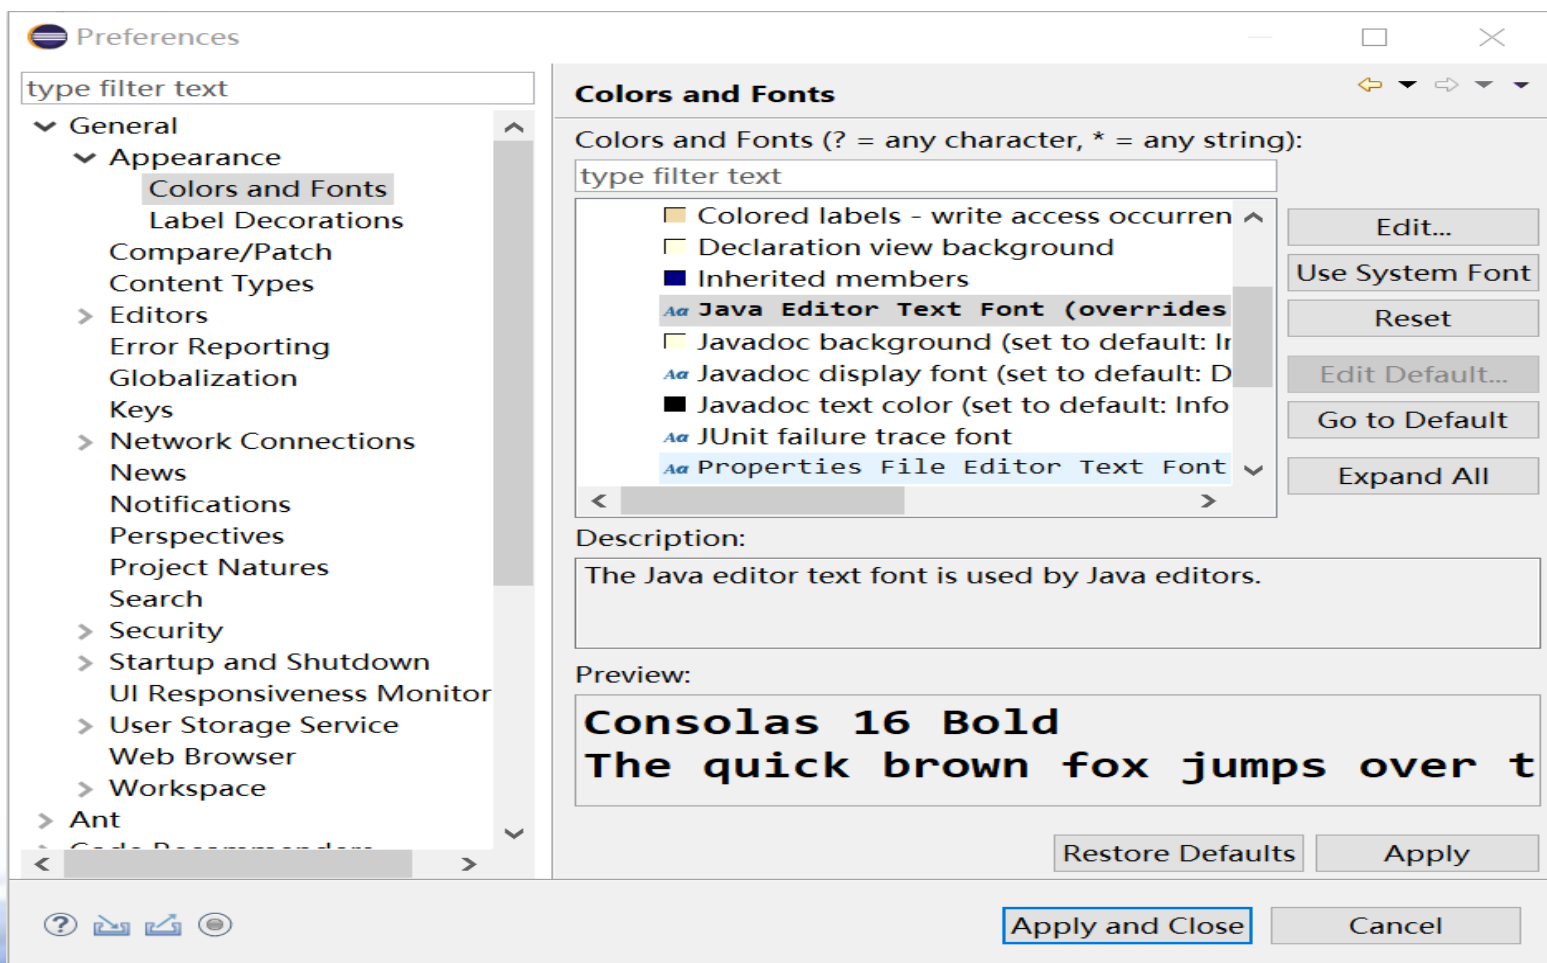 Preferences
type filter text
General
Appearance
Colors and Fonts
Label Decorations
Compare/Patch
Content Types
Editors
Error Reporting
Globalization
Keys
Network Connections
News
Notifications
Perspectives
Project Natures
Search
Security
Startup and Shutdown
UI Responsiveness Monitor
User Storage Service
Web Browser
Workspace
Ant
Code Recommenders
Colors and Fonts
Colors and Fonts (? = any character, * = any string):
type filter text
Colored labels - write access occurren
Declaration view background
Inherited members
Aa Java Editor Text Font (overrides
Javadoc background (set to default: Ir
Aa Javadoc display font (set to default: D
Javadoc text color (set to default: Info
Aa JUnit failure trace font
Aa Properties File Editor Text Font
Edit...
Use System Font
Reset
Edit Default...
Go to Default
Expand All
Description:
The Java editor text font is used by Java editors.
Preview:
Consolas 16 Bold
The quick brown fox jumps over t
Restore Defaults
Apply
Apply and Close
Cancel